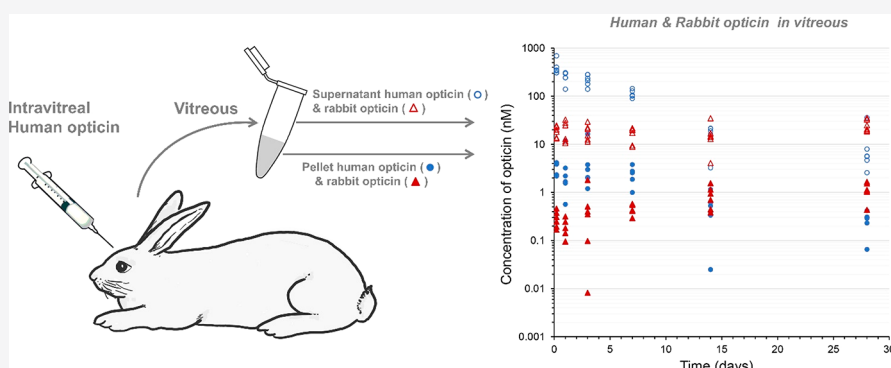 Human & Rabbit opticin in vitreous
Intravitreal
Human opticin
Vitreous
Supernatant human opticin ( )
& rabbit opticin ( )
Pellet human opticin ( )
& rabbit opticin ( )
Concentration of opticin (nM)
1000
100
10
1
0.1
0.01
0.001
0 5 10 15 20 25 30
Time (days)